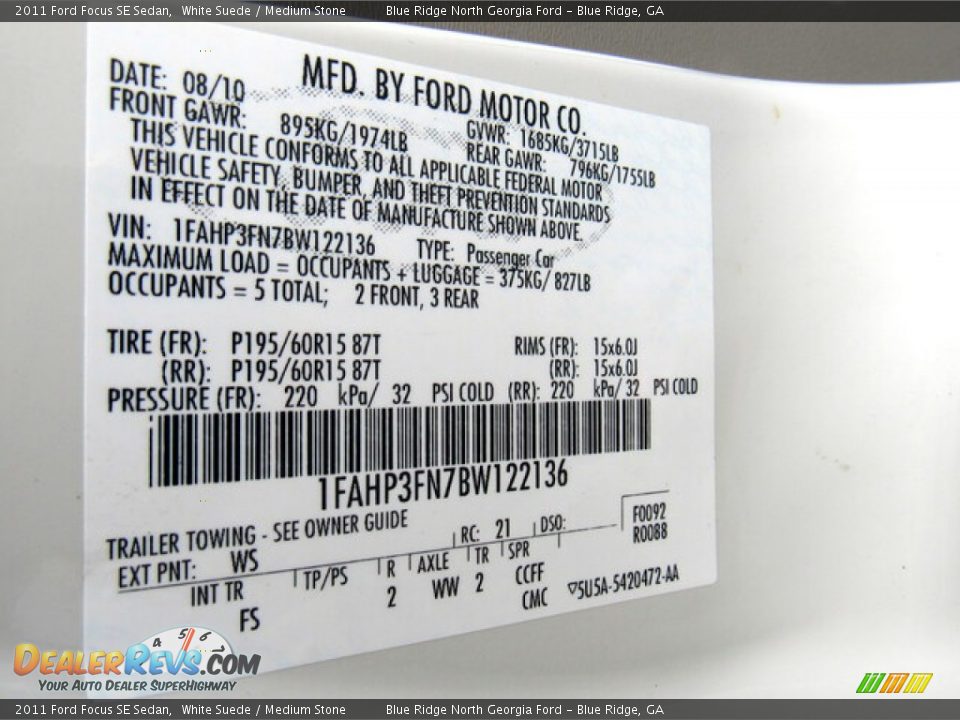 2011 Ford Focus SE Sedan, White Suede / Medium Stone Blue Ridge North Georgia Ford - Blue Ridge, GA
MFD. BY FORD MOTOR CO.
DATE: 08/10
GVWR: 1685KG/3715LB
FRONT GAWR: 895KG/1974LB
REAR GAWR: 796KG/1755LB
THIS VEHICLE CONFORMS TO ALL APPLICABLE FEDERAL MOTOR
VEHICLE SAFETY, BUMPER, AND THEFT PREVENTION STANDARDS
IN EFFECT ON THE DATE OF MANUFACTURE SHOWN ABOVE.
VIN: 1FAHP3FN7BW122136 TYPE: Passenger Car
MAXIMUM LOAD = OCCUPANTS + LUGGAGE = 375KG/ 827LB
OCCUPANTS = 5 TOTAL; 2 FRONT, 3 REAR
TIRE (FR): P195/60R15 87T RIMS (FR): 15x6.0J
(RR): P195/60R15 87T (RR): 15x6.0J
PRESSURE (FR): 220 kPa/ 32 PSI COLD (RR): 220 kPa/ 32 PSI COLD
1FAHP3FN7BW122136
TRAILER TOWING - SEE OWNER GUIDE
F0092
EXT PNT: WS RC: 21 DSO: R0088
INT TR TP/PS R AXLE TR SPR
FS 2 WW 2 CCFF
CMC ▽5U5A-5420472-AA
4 5 6
DEALERREVS.COM
YOUR AUTO DEALER SUPERHIGHWAY
2011 Ford Focus SE Sedan, White Suede / Medium Stone Blue Ridge North Georgia Ford - Blue Ridge, GA